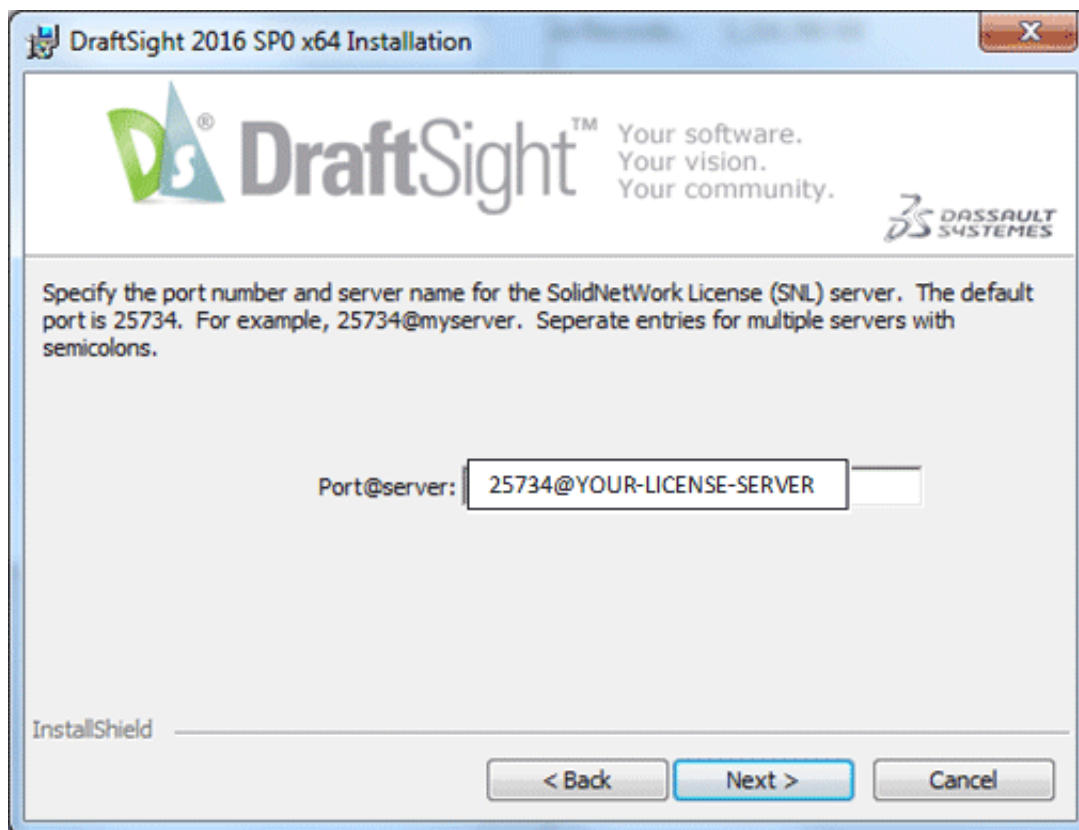 DraftSight 2016 SP0 x64 Installation
X
DS® DraftSight™
Your software.
Your vision.
Your community.
DASSAULT
SYSTEMES
Specify the port number and server name for the SolidNetWork License (SNL) server. The default
port is 25734. For example, 25734@myserver. Seperate entries for multiple servers with
semicolons.
Port@server: 25734@YOUR-LICENSE-SERVER
InstallShield
< Back Next > Cancel